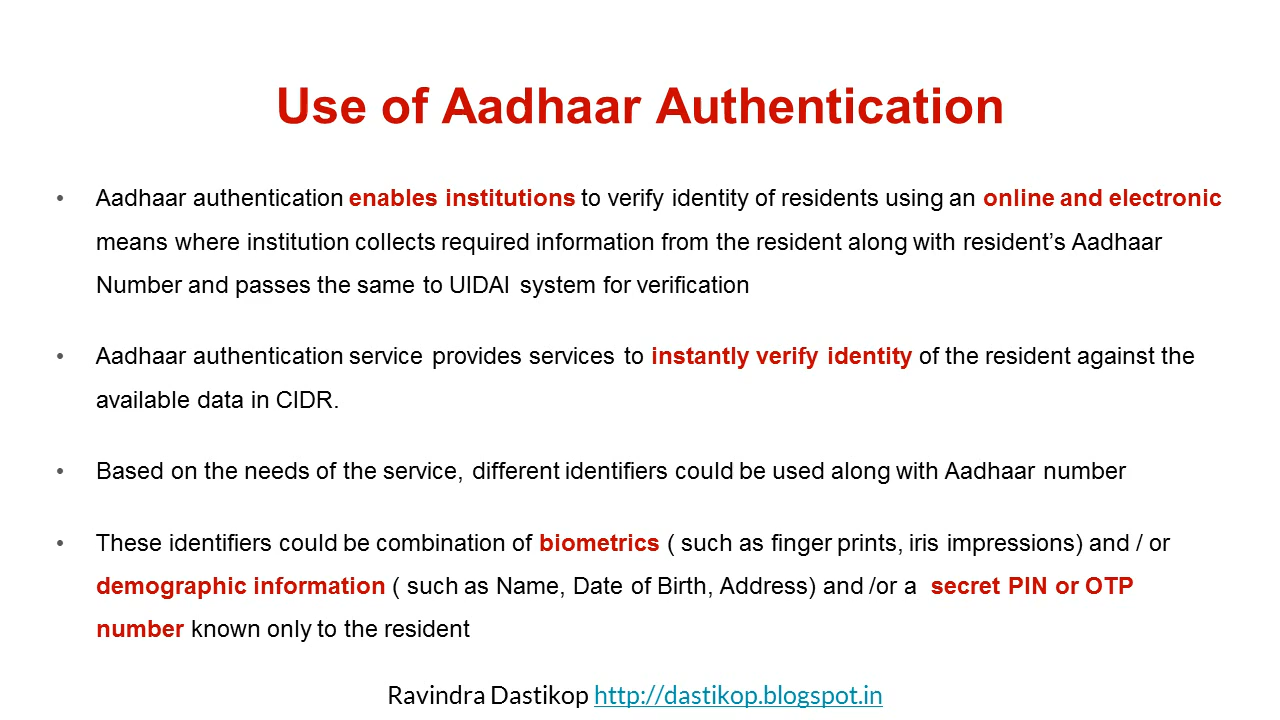 Use of Aadhaar Authentication
• Aadhaar authentication enables institutions to verify identity of residents using an online and electronic
means where institution collects required information from the resident along with resident’s Aadhaar
Number and passes the same to UIDAI system for verification
• Aadhaar authentication service provides services to instantly verify identity of the resident against the
available data in CIDR.
• Based on the needs of the service, different identifiers could be used along with Aadhaar number
• These identifiers could be combination of biometrics ( such as finger prints, iris impressions) and / or
demographic information ( such as Name, Date of Birth, Address) and /or a secret PIN or OTP
number known only to the resident
Ravindra Dastikop http://dastikop.blogspot.in